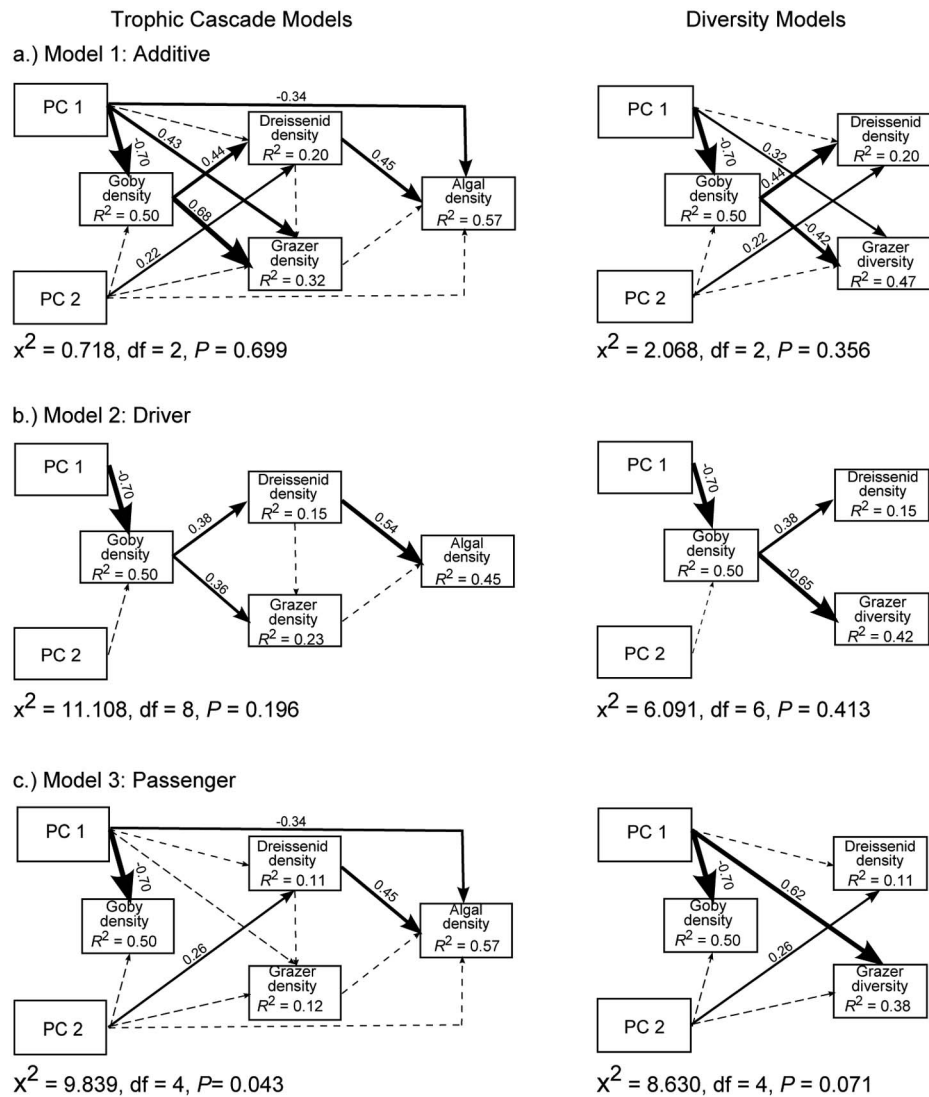 Trophic Cascade Models
Diversity Models
a.) Model 1: Additive
PC 1
-0.34
-0.70
0.43
0.44
Dreissenid
density
R² = 0.20
0.45
Goby
density
R² = 0.50
0.68
Algal
density
R² = 0.57
0.22
Grazer
density
R² = 0.32
PC 2
x² = 0.718, df = 2, P = 0.699
PC 1
-0.70
0.32
0.44
Dreissenid
density
R² = 0.20
Goby
density
R² = 0.50
-0.42
0.22
Grazer
diversity
R² = 0.47
PC 2
x² = 2.068, df = 2, P = 0.356
b.) Model 2: Driver
PC 1
-0.70
Dreissenid
density
R² = 0.15
0.38
0.54
Goby
density
R² = 0.50
Algal
density
R² = 0.45
0.36
Grazer
density
R² = 0.23
PC 2
x² = 11.108, df = 8, P = 0.196
PC 1
-0.70
Dreissenid
density
R² = 0.15
0.38
Goby
density
R² = 0.50
-0.65
Grazer
diversity
R² = 0.42
PC 2
x² = 6.091, df = 6, P = 0.413
c.) Model 3: Passenger
PC 1
-0.34
-0.70
Dreissenid
density
R² = 0.11
0.45
Goby
density
R² = 0.50
Algal
density
R² = 0.57
0.26
Grazer
density
R² = 0.12
PC 2
x² = 9.839, df = 4, P= 0.043
PC 1
-0.70
0.62
Dreissenid
density
R² = 0.11
Goby
density
R² = 0.50
0.26
Grazer
diversity
R² = 0.38
PC 2
x² = 8.630, df = 4, P = 0.071